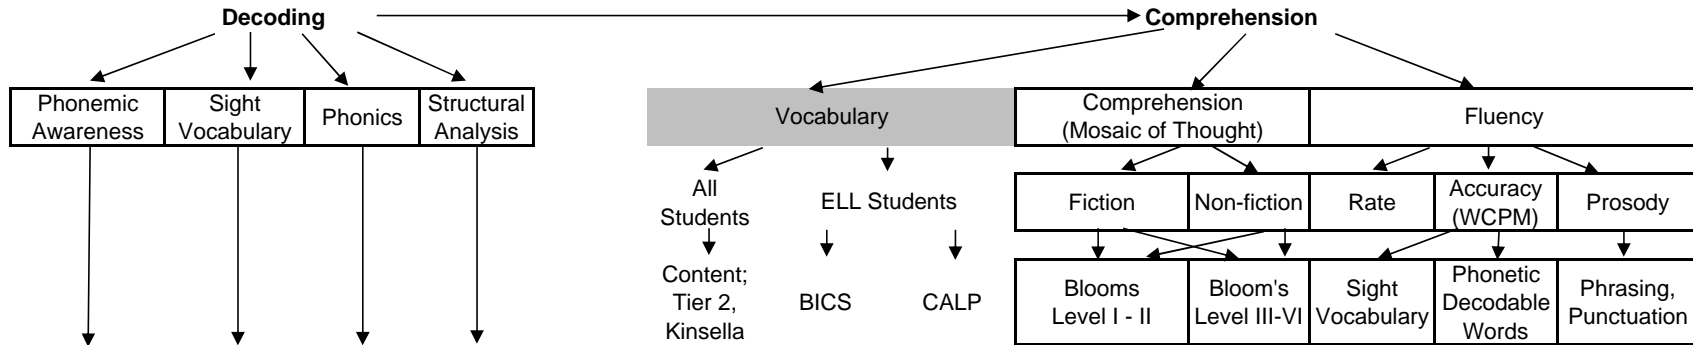 Decoding
Comprehension
Phonemic
Awareness
Sight
Vocabulary
Phonics
Structural
Analysis
Vocabulary
Comprehension
(Mosaic of Thought)
Fluency
All
Students
ELL Students
Fiction
Non-fiction
Rate
Accuracy
(WCPM)
Prosody
Content;
Tier 2,
Kinsella
BICS
CALP
Blooms
Level I - II
Bloom's
Level III-VI
Sight
Vocabulary
Phonetic
Decodable
Words
Phrasing,
Punctuation